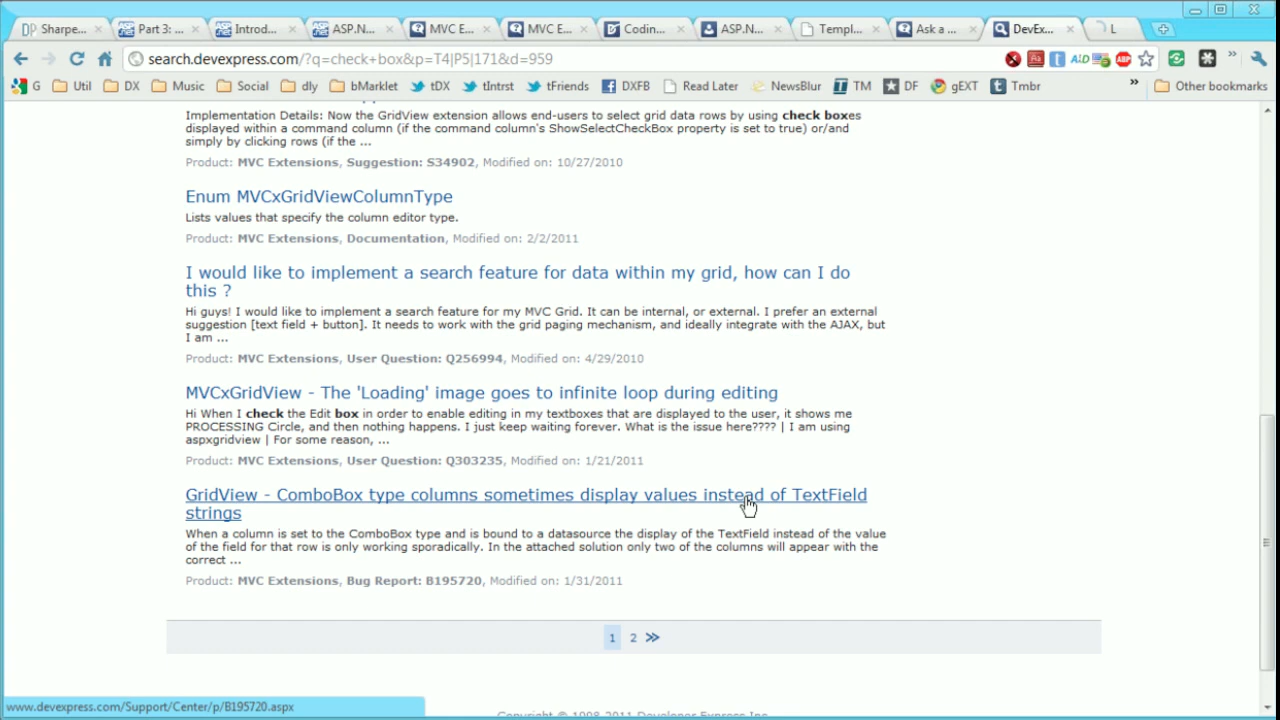 Sharpe...
Part 3: ...
Introd...
ASP.N...
MVC E...
MVC E...
Codin...
ASP.N...
Templ...
Ask a ...
DevEx...
L
search.devexpress.com/?q=check+box&p=T4|P5|171&d=959
G
Util
DX
Music
Social
dly
bMarklet
tDX
tIntrst
tFriends
DXFB
Read Later
NewsBlur
TM
DF
gEXT
Tmbr
Other bookmarks
Implementation Details: Now the GridView extension allows end-users to select grid data rows by using check boxes
displayed within a command column (if the command column's ShowSelectCheckBox property is set to true) or/and
simply by clicking rows (if the ...
Product: MVC Extensions, Suggestion: S34902, Modified on: 10/27/2010
Enum MVCxGridViewColumnType
Lists values that specify the column editor type.
Product: MVC Extensions, Documentation, Modified on: 2/2/2011
I would like to implement a search feature for data within my grid, how can I do
this ?
Hi guys! I would like to implement a search feature for my MVC Grid. It can be internal, or external. I prefer an external
suggestion [text field + button]. It needs to work with the grid paging mechanism, and ideally integrate with the AJAX, but
I am ...
Product: MVC Extensions, User Question: Q256994, Modified on: 4/29/2010
MVCxGridView - The 'Loading' image goes to infinite loop during editing
Hi When I check the Edit box in order to enable editing in my textboxes that are displayed to the user, it shows me
PROCESSING Circle, and then nothing happens. I just keep waiting forever. What is the issue here???? | I am using
aspxgridview | For some reason, ...
Product: MVC Extensions, User Question: Q303235, Modified on: 1/21/2011
GridView - ComboBox type columns sometimes display values instead of TextField
strings
When a column is set to the ComboBox type and is bound to a datasource the display of the TextField instead of the value
of the field for that row is only working sporadically. In the attached solution only two of the columns will appear with the
correct ...
Product: MVC Extensions, Bug Report: B195720, Modified on: 1/31/2011
1 2 >>
www.devexpress.com/Support/Center/p/B195720.aspx
Copyright © 1998-2011 Developer Express Inc